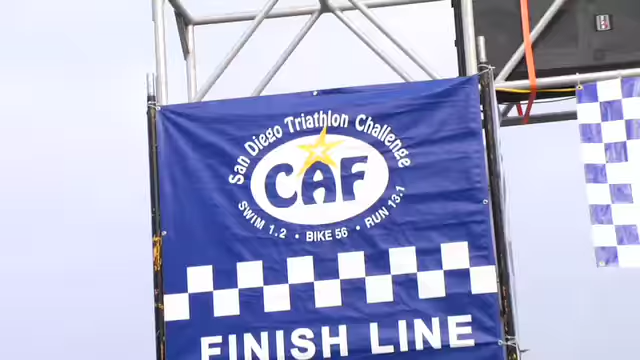 San Diego Triathlon Challenge
CAF
SWIM 1.2 • BIKE 56 • RUN 13.1
FINISH LINE